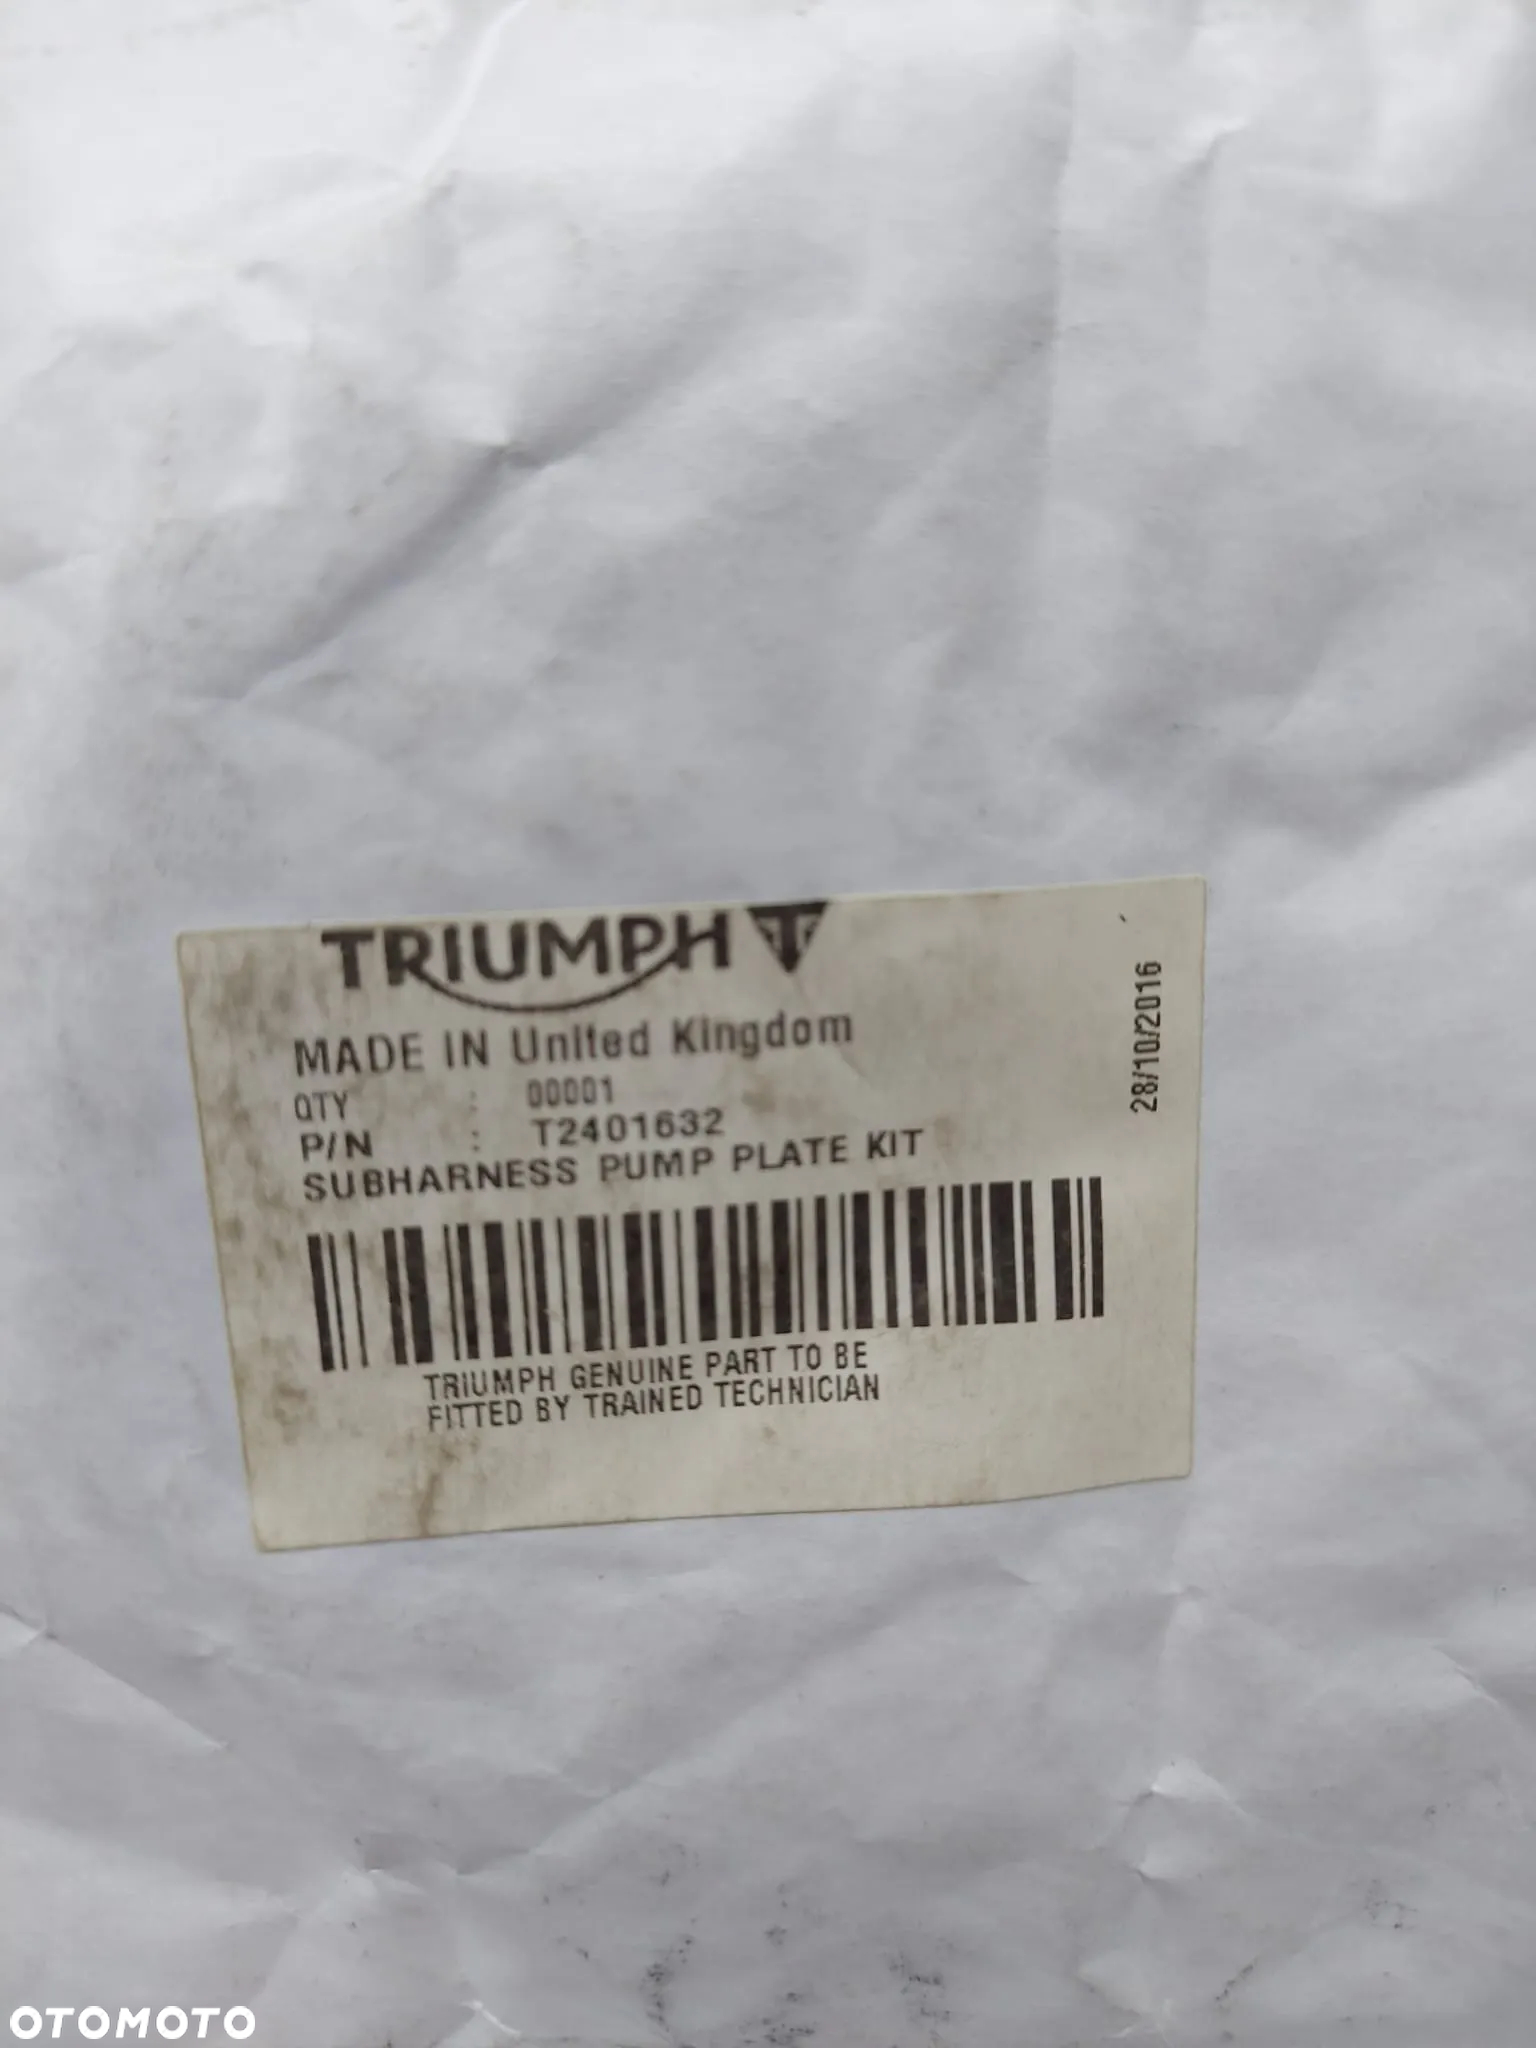 TRIUMPH
MADE IN United Kingdom
QTY : 00001
P/N : T2401632
SUBHARNESS PUMP PLATE KIT
TRIUMPH GENUINE PART TO BE
FITTED BY TRAINED TECHNICIAN
28/10/2016
OTOMOTO